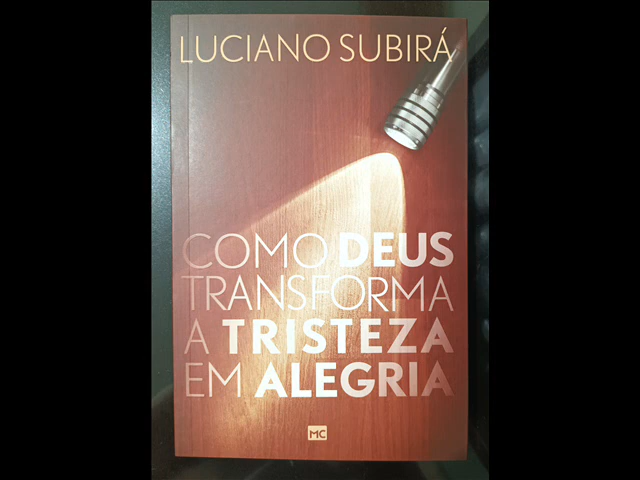 LUCIANO SUBIRÁ
COMO DEUS
TRANSFORMA
A TRISTEZA
EM ALEGRIA
MC